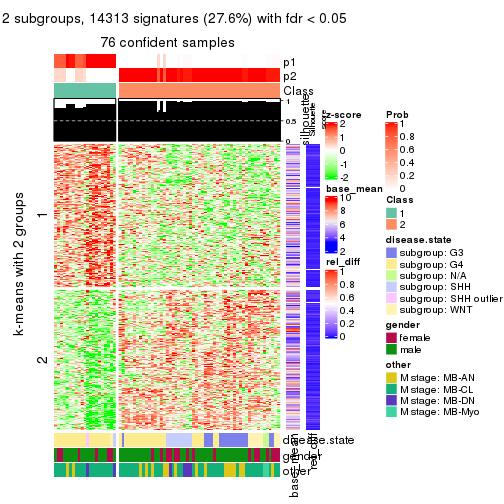 2 subgroups, 14313 signatures (27.6%) with fdr < 0.05
76 confident samples
p1
p2
Class
1
0.5
0
silhouette
Silhouette
score
k-means with 2 groups
1
2
disease.state
gender
other
base_mean
rel_diff
z-score
2
1
0
-1
-2
base_mean
10
8
6
4
2
rel_diff
1
0.8
0.6
0.4
0.2
0
Prob
1
0.8
0.6
0.4
0.2
0
Class
1
2
disease.state
subgroup: G3
subgroup: G4
subgroup: N/A
subgroup: SHH
subgroup: SHH outlier
subgroup: WNT
gender
female
male
other
M stage: MB-AN
M stage: MB-CL
M stage: MB-DN
M stage: MB-Myo